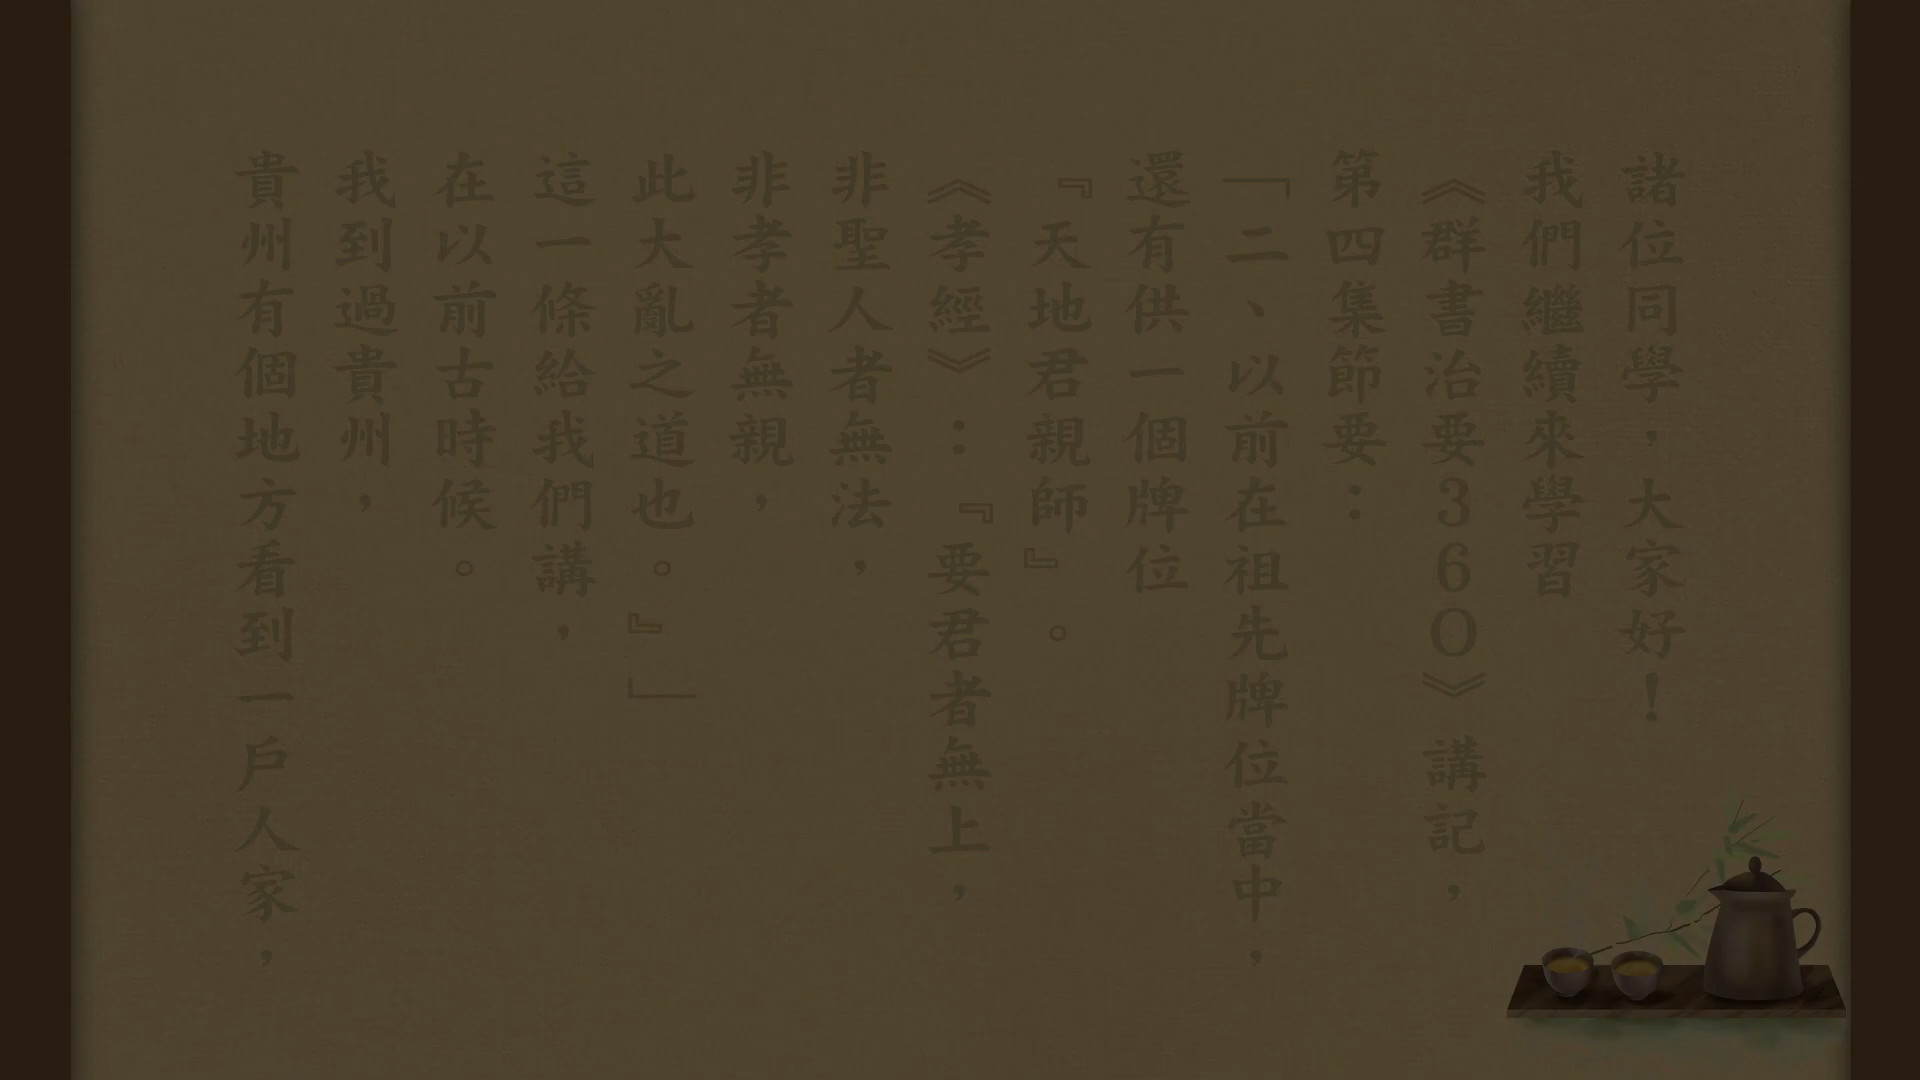 諸位同學，大家好！
我們繼續來學習
《群書治要36O》講記，
第四集節要：
「二、以前在祖先牌位當中，
還有供一個牌位
『天地君親師』。
《孝經》：『要君者無上，
非聖人者無法，
非孝者無親，
此大亂之道也。』」
這一條給我們講，
在以前古時候。
我到過貴州，
貴州有個地方看到一戶人家，